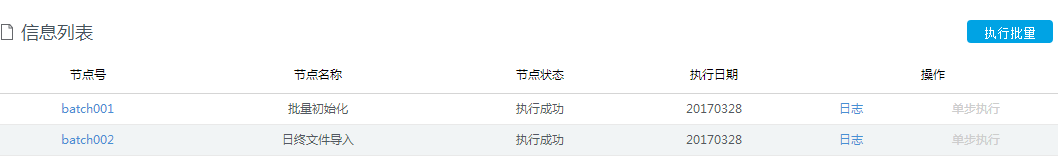 信息列表 执行批量
节点号 节点名称 节点状态 执行日期 操作
batch001 批量初始化 执行成功 20170328 日志 单步执行
batch002 日终文件导入 执行成功 20170328 日志 单步执行